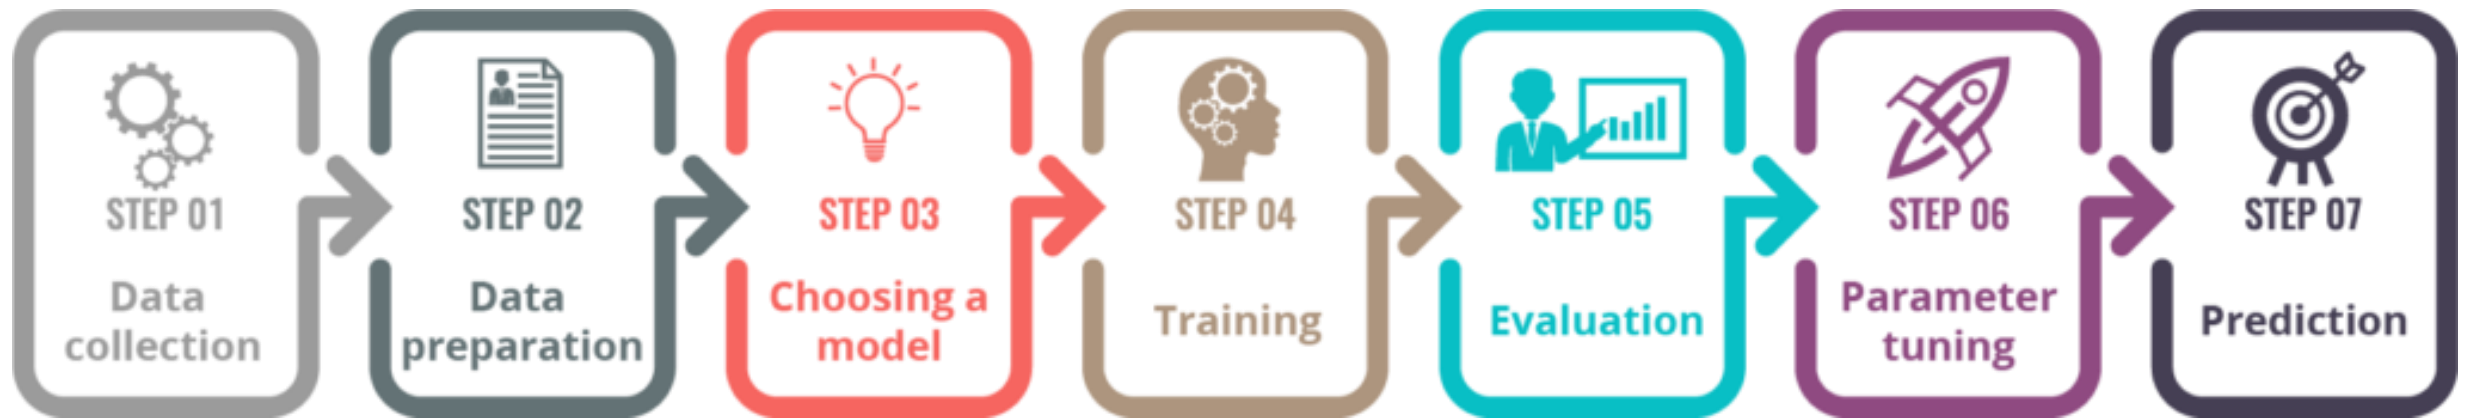 STEP 01
Data
collection
STEP 02
Data
preparation
STEP 03
Choosing a
model
STEP 04
Training
STEP 05
Evaluation
STEP 06
Parameter
tuning
STEP 07
Prediction